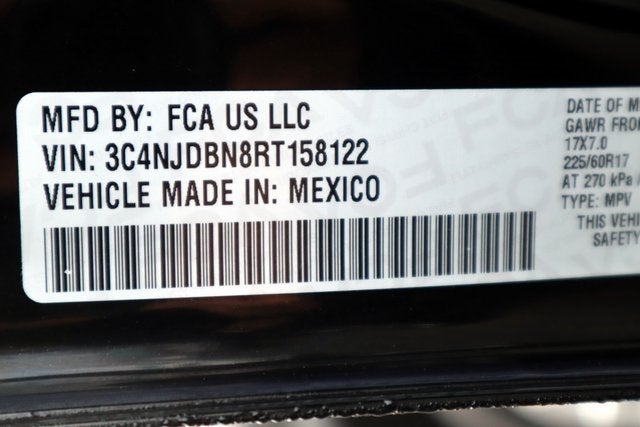 MFD BY: FCA US LLC
VIN: 3C4NJDBN8RT158122
VEHICLE MADE IN: MEXICO
DATE OF M
GAWR FRO
17X7.0
225/60R17
AT 270 kPa
TYPE: MPV
THIS VEH
SAFETY